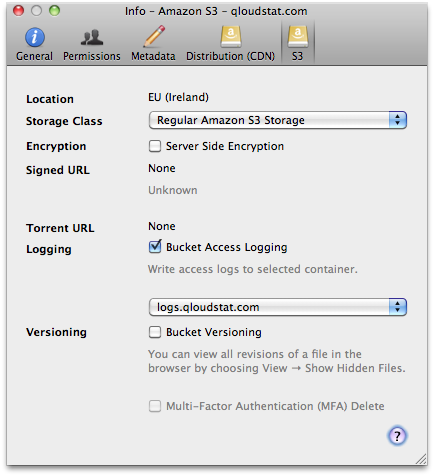 Info – Amazon S3 – qloudstat.com
General
Permissions
Metadata
Distribution (CDN)
S3
Location EU (Ireland)
Storage Class Regular Amazon S3 Storage
Encryption Server Side Encryption
Signed URL None
Unknown
Torrent URL None
Logging Bucket Access Logging
Write access logs to selected container.
logs.qloudstat.com
Versioning Bucket Versioning
You can view all revisions of a file in the
browser by choosing View → Show Hidden Files.
Multi-Factor Authentication (MFA) Delete
?